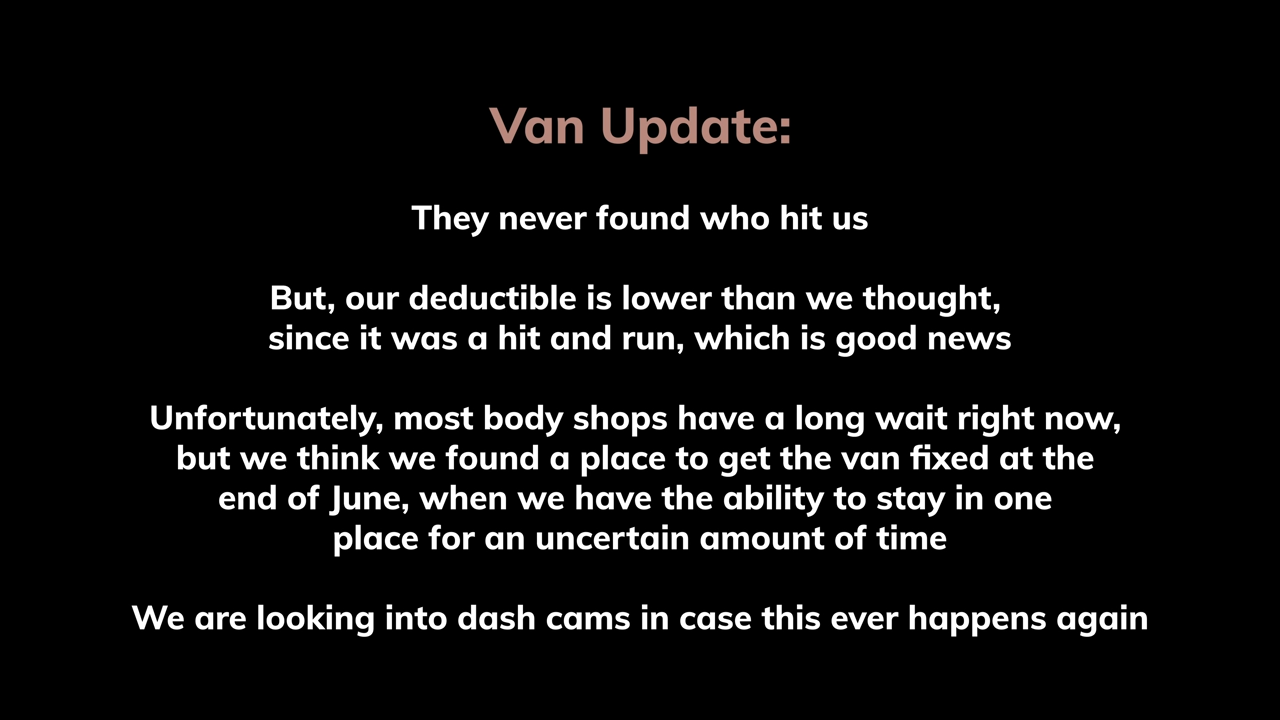 Van Update:
They never found who hit us
But, our deductible is lower than we thought,
since it was a hit and run, which is good news
Unfortunately, most body shops have a long wait right now,
but we think we found a place to get the van fixed at the
end of June, when we have the ability to stay in one
place for an uncertain amount of time
We are looking into dash cams in case this ever happens again